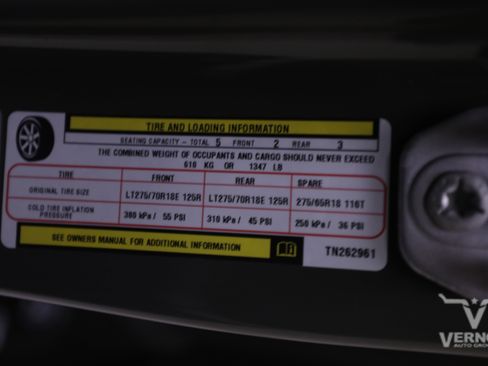 TIRE AND LOADING INFORMATION
SEATING CAPACITY – TOTAL 5 FRONT 2 REAR 3
THE COMBINED WEIGHT OF OCCUPANTS AND CARGO SHOULD NEVER EXCEED
610 KG OR 1347 LB
TIRE FRONT REAR SPARE
ORIGINAL TIRE SIZE LT275/70R18E 125R LT275/70R18E 125R 275/65R18 116T
COLD TIRE INFLATION PRESSURE 380 kPa / 55 PSI 310 kPa / 45 PSI 250 kPa / 36 PSI
SEE OWNERS MANUAL FOR ADDITIONAL INFORMATION
TN262961
VERNO
AUTO GRO